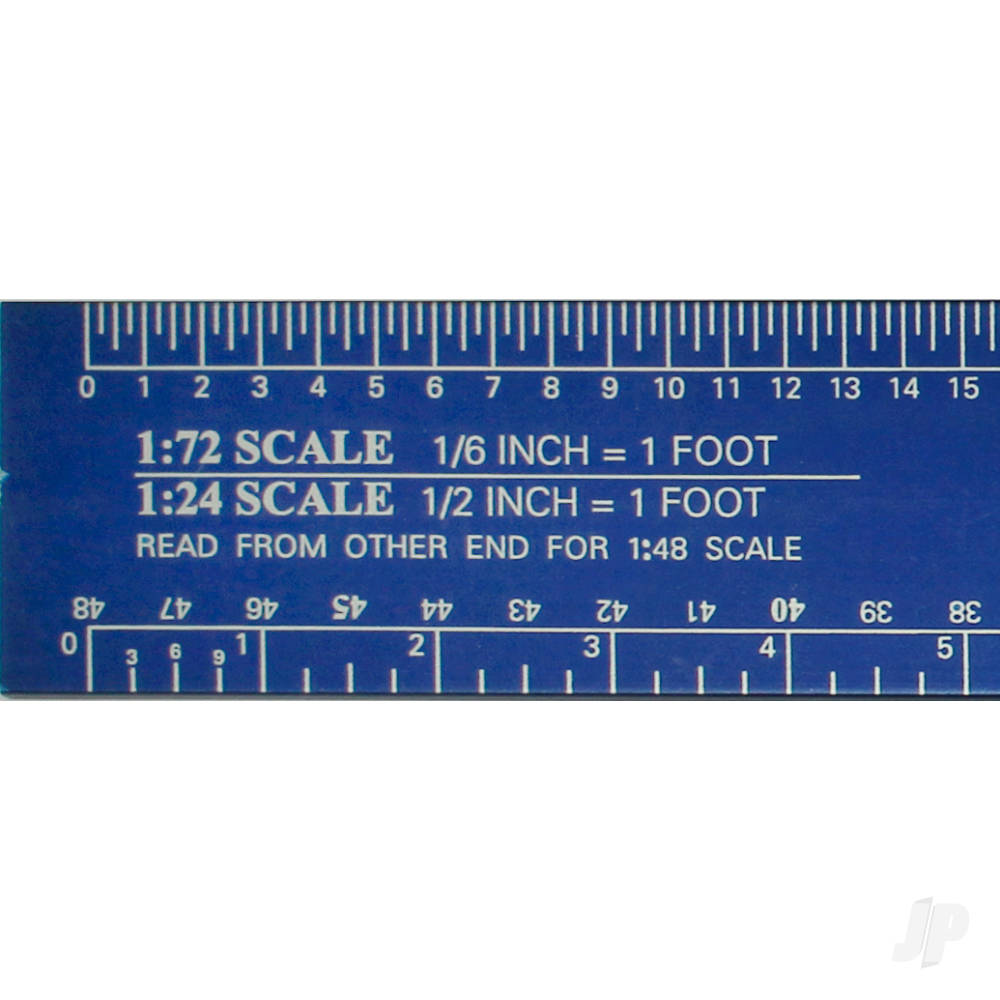 0 1 2 3 4 5 6 7 8 9 10 11 12 13 14 15
1:72 SCALE 1/6 INCH = 1 FOOT
1:24 SCALE 1/2 INCH = 1 FOOT
READ FROM OTHER END FOR 1:48 SCALE
48 47 46 45 44 43 42 41 40 39 38
0 3 6 9 1 2 3 4 5
JP